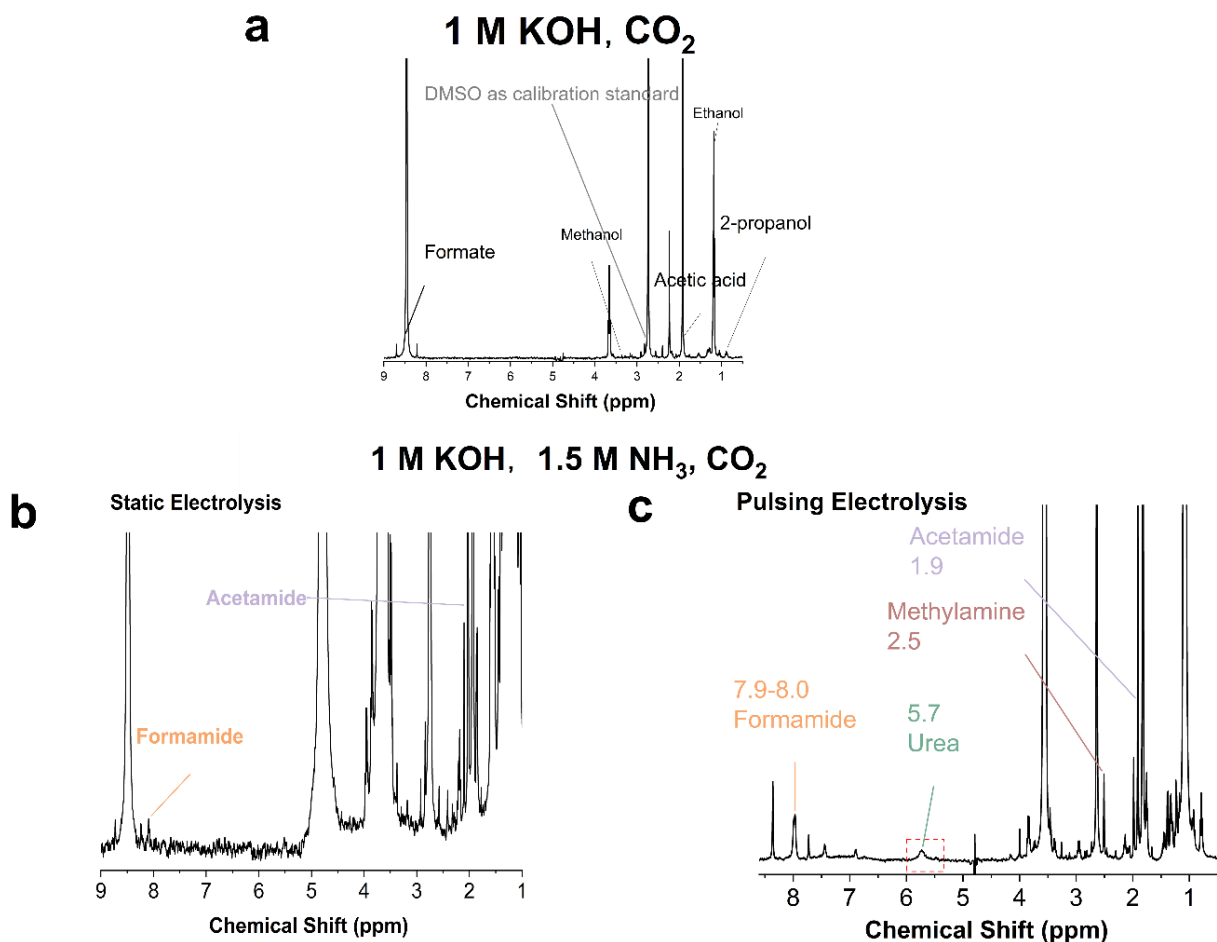 a
1 M KOH, CO2
DMSO as calibration standard
Ethanol
2-propanol
Methanol
Formate
Acetic acid
9 8 7 6 5 4 3 2 1
Chemical Shift (ppm)
1 M KOH, 1.5 M NH3, CO2
b
Static Electrolysis
Acetamide
Formamide
9 8 7 6 5 4 3 2 1
Chemical Shift (ppm)
c
Pulsing Electrolysis
Acetamide
1.9
Methylamine
2.5
7.9-8.0
Formamide
5.7
Urea
8 7 6 5 4 3 2 1
Chemical Shift (ppm)